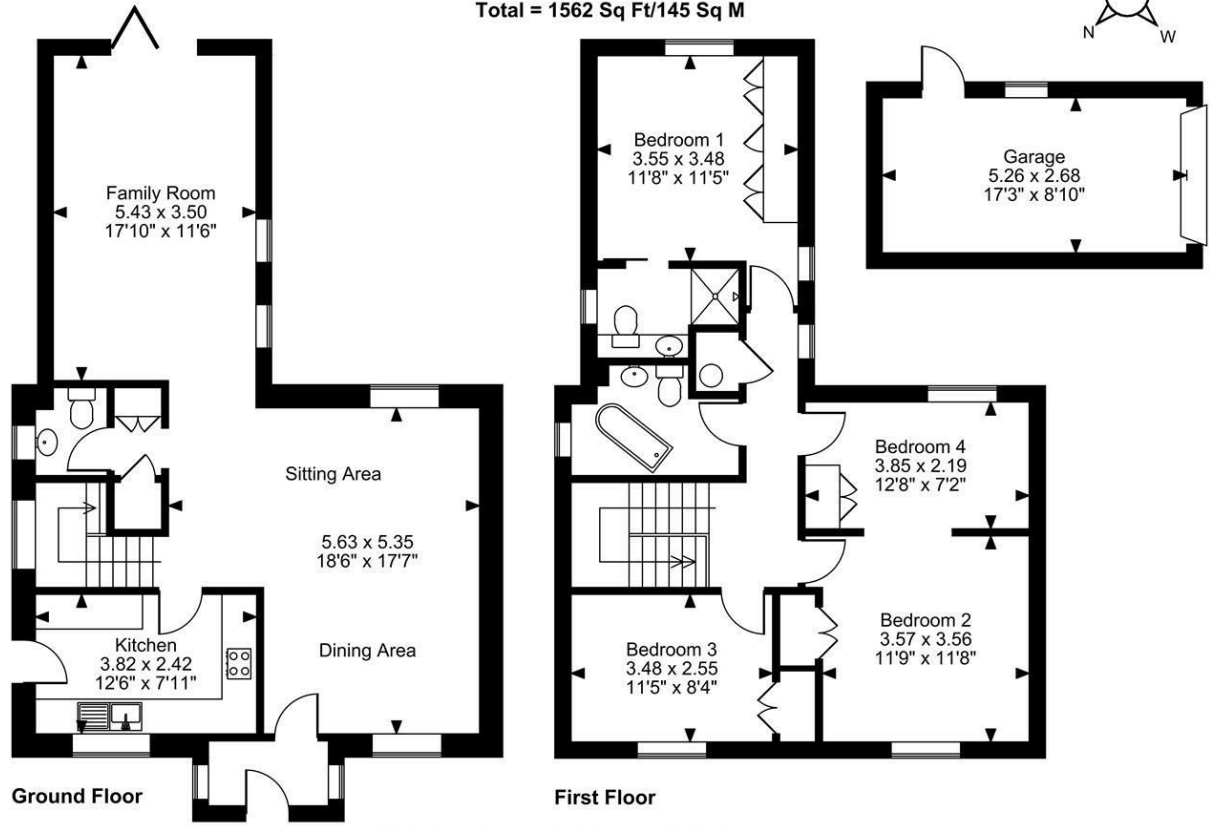 Total = 1562 Sq Ft/145 Sq M
N
W
Family Room
5.43 x 3.50
17'10" x 11'6"
Bedroom 1
3.55 x 3.48
11'8" x 11'5"
Garage
5.26 x 2.68
17'3" x 8'10"
Sitting Area
5.63 x 5.35
18'6" x 17'7"
Dining Area
Kitchen
3.82 x 2.42
12'6" x 7'11"
Bedroom 4
3.85 x 2.19
12'8" x 7'2"
Bedroom 2
3.57 x 3.56
11'9" x 11'8"
Bedroom 3
3.48 x 2.55
11'5" x 8'4"
Ground Floor
First Floor